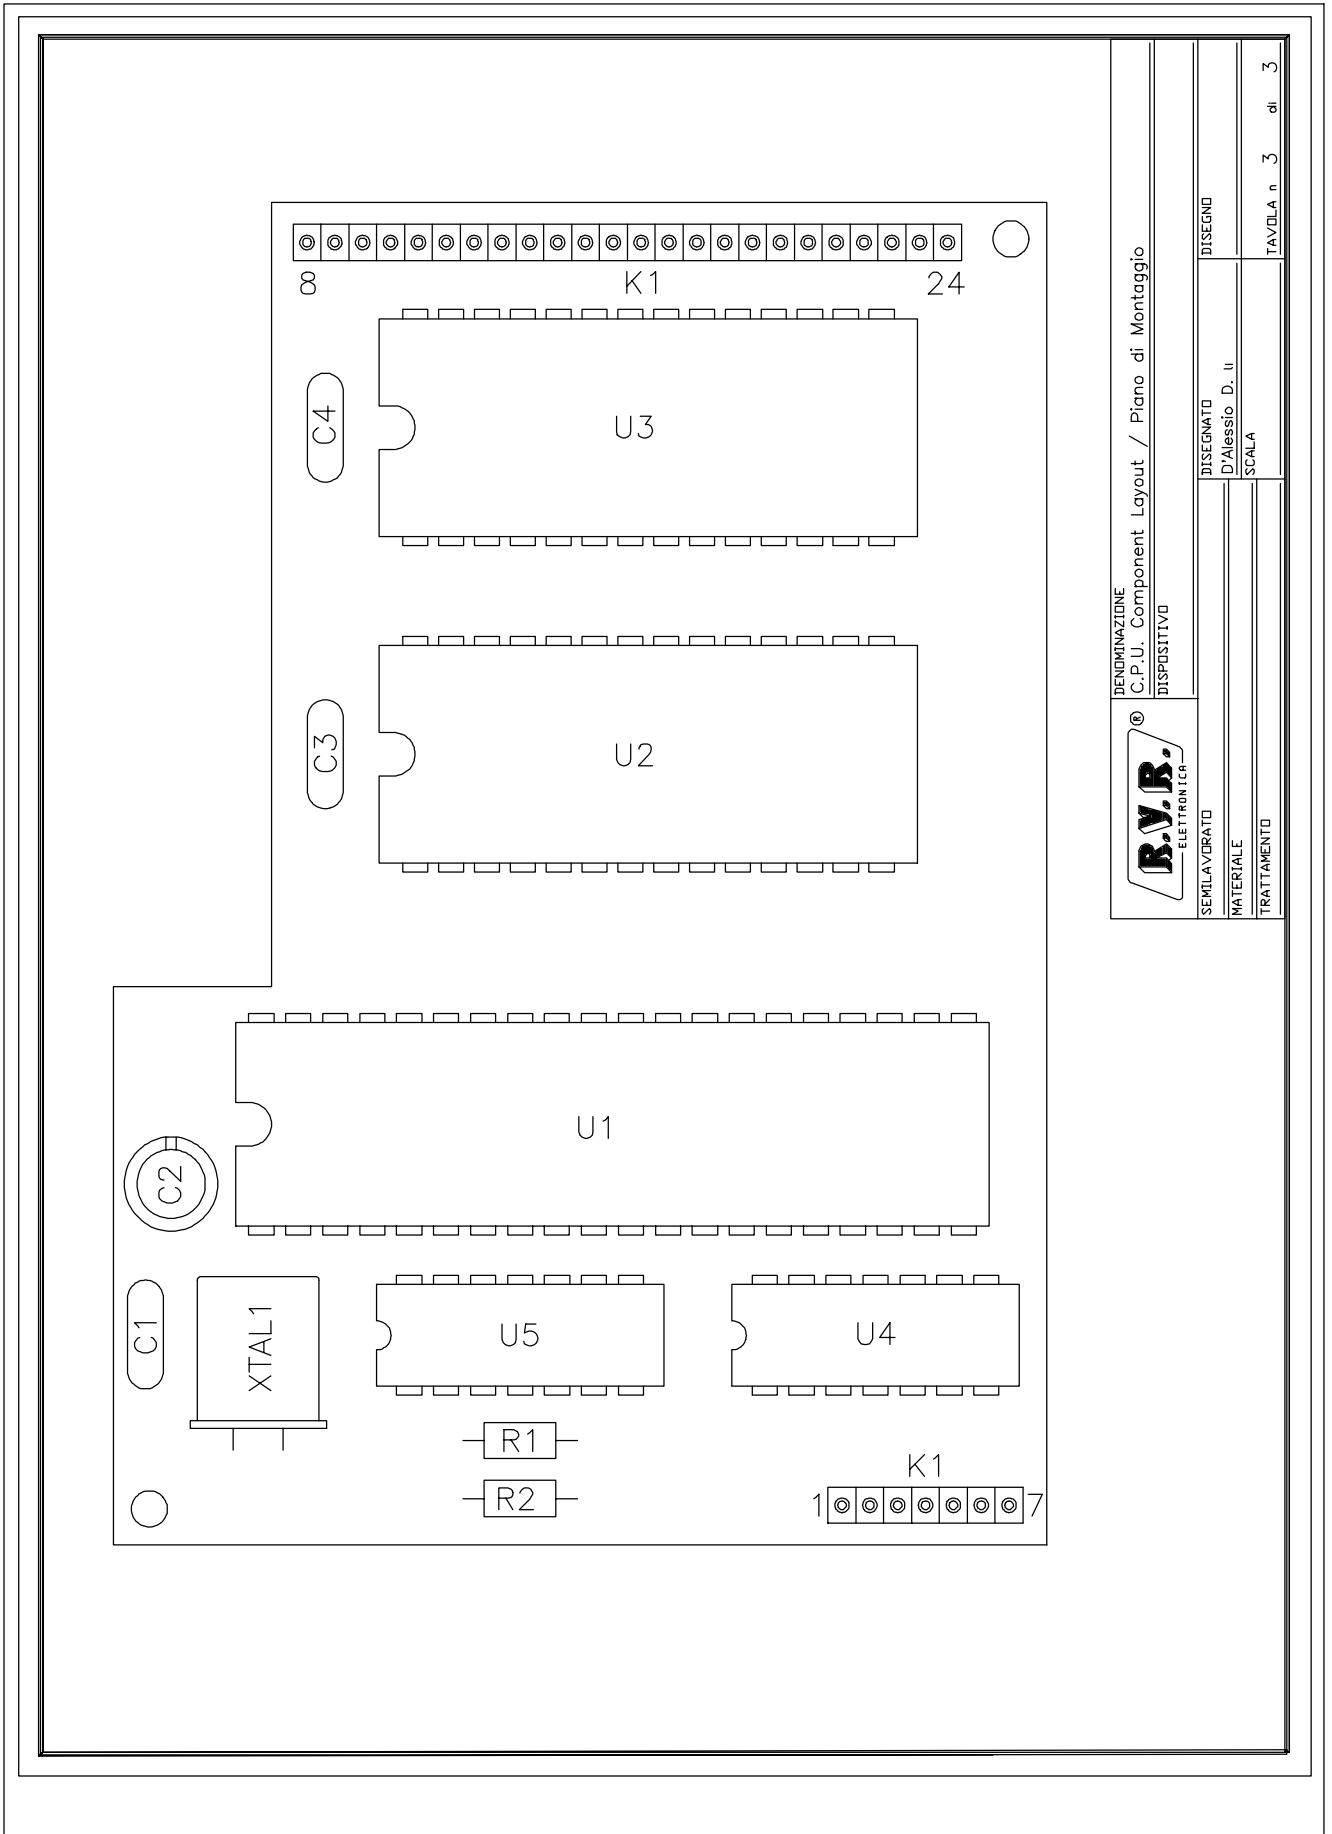 8
K1
24
C4
U3
C3
U2
U1
C2
C1
XTAL1
U5
U4
R1
R2
K1
1
7
R.V.R. ®
ELETTRONICA
DENOMINAZIONE
C.P.U. Component Layout / Piano di Montaggio
DISPOSITIVO
SEMILAVORATO
MATERIALE
TRATTAMENTO
DISEGNATO
D'Alessio D.
SCALA
DISEGNO
TAVOLA n 3 di 3